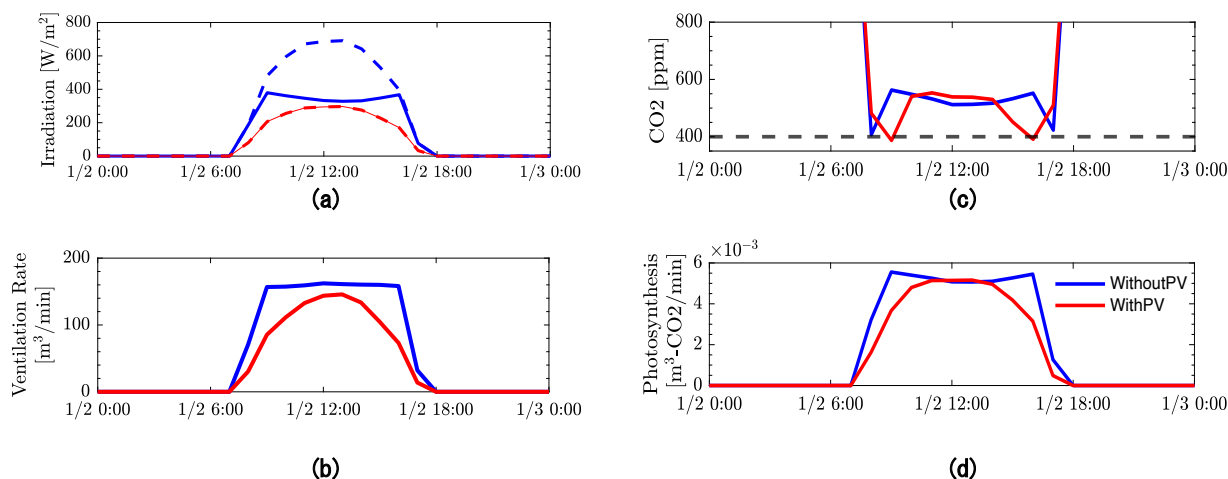 Irradiation [W/m²]
800
600
400
200
0
1/2 0:00 1/2 6:00 1/2 12:00 1/2 18:00 1/3 0:00
(a)
CO2 [ppm]
800
600
400
1/2 0:00 1/2 6:00 1/2 12:00 1/2 18:00 1/3 0:00
(c)
Ventilation Rate
[m³/min]
200
100
0
1/2 0:00 1/2 6:00 1/2 12:00 1/2 18:00 1/3 0:00
(b)
Photosynthesis
[m³-CO2/min]
×10⁻³
6
4
2
0
WithoutPV
WithPV
1/2 0:00 1/2 6:00 1/2 12:00 1/2 18:00 1/3 0:00
(d)